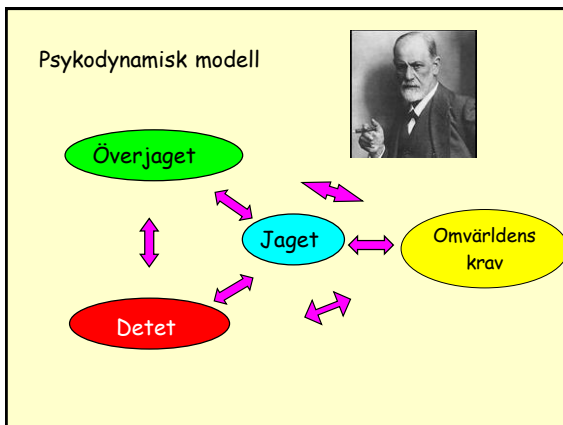 Psykodynamisk modell
Överjaget
Jaget
Omvärldens
krav
Detet